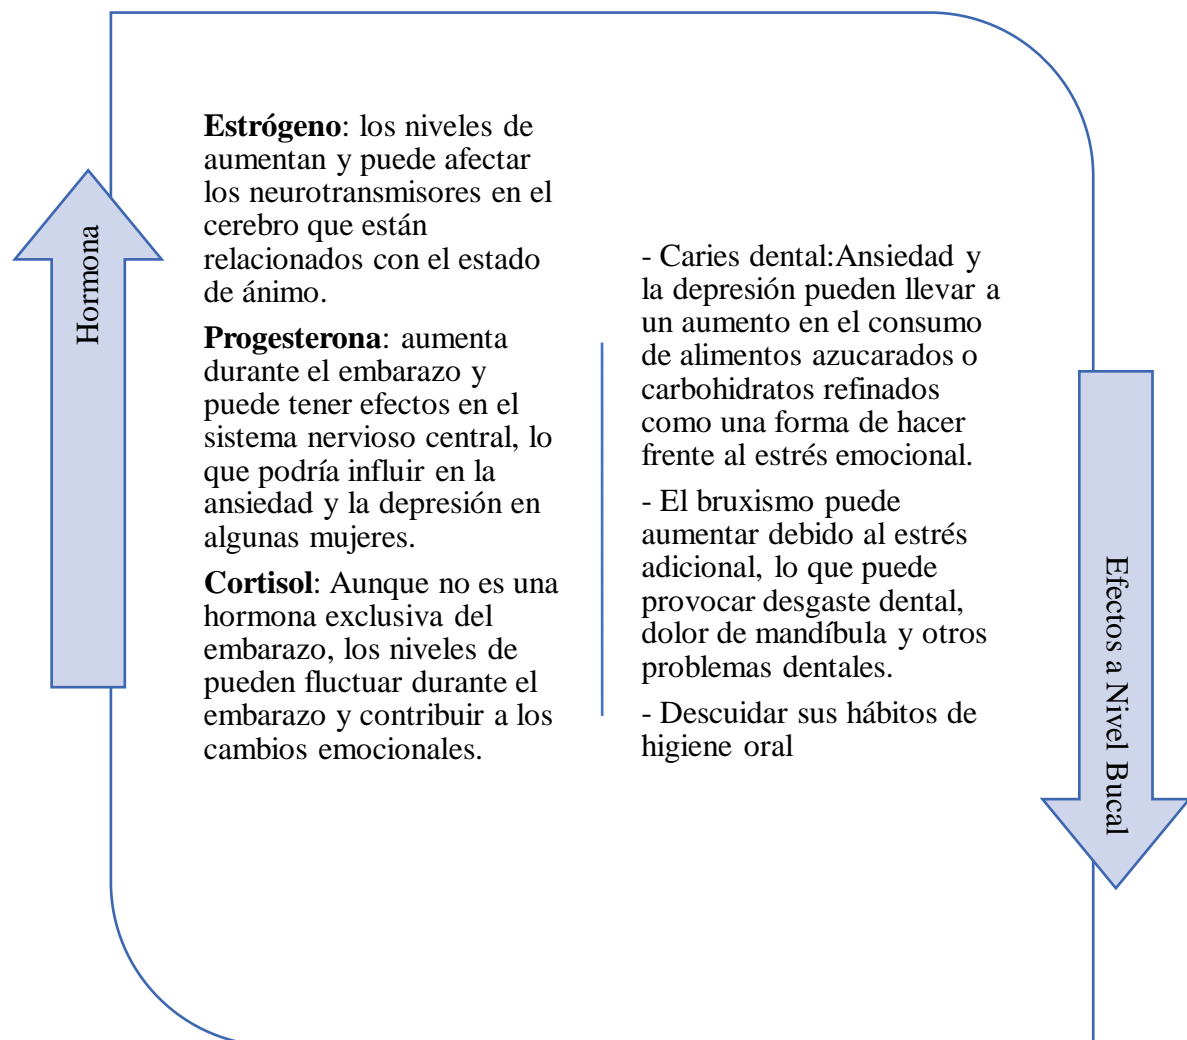 Hormona
Estrógeno: los niveles de
aumentan y puede afectar
los neurotransmisores en el
cerebro que están
relacionados con el estado
de ánimo.
Progesterona: aumenta
durante el embarazo y
puede tener efectos en el
sistema nervioso central, lo
que podría influir en la
ansiedad y la depresión en
algunas mujeres.
Cortisol: Aunque no es una
hormona exclusiva del
embarazo, los niveles de
pueden fluctuar durante el
embarazo y contribuir a los
cambios emocionales.
- Caries dental:Ansiedad y
la depresión pueden llevar a
un aumento en el consumo
de alimentos azucarados o
carbohidratos refinados
como una forma de hacer
frente al estrés emocional.
- El bruxismo puede
aumentar debido al estrés
adicional, lo que puede
provocar desgaste dental,
dolor de mandíbula y otros
problemas dentales.
- Descuidar sus hábitos de
higiene oral
Efectos a Nivel Bucal